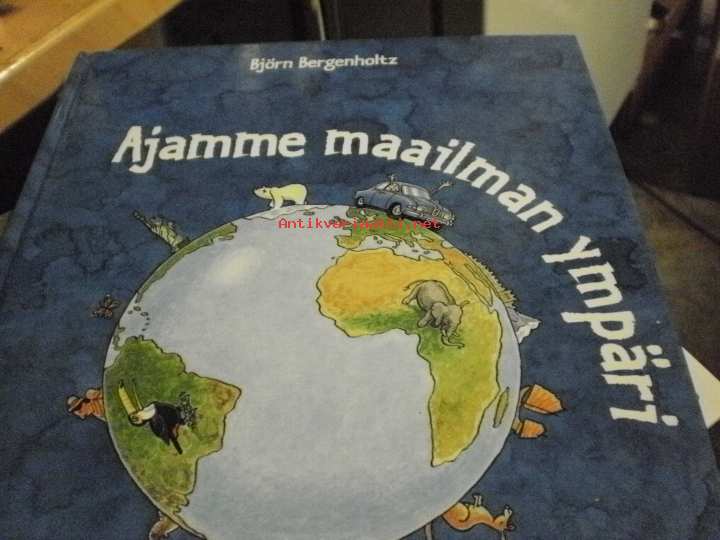 Björn Bergenholtz
Ajamme maailman ympäri
Antikvariaatti.net